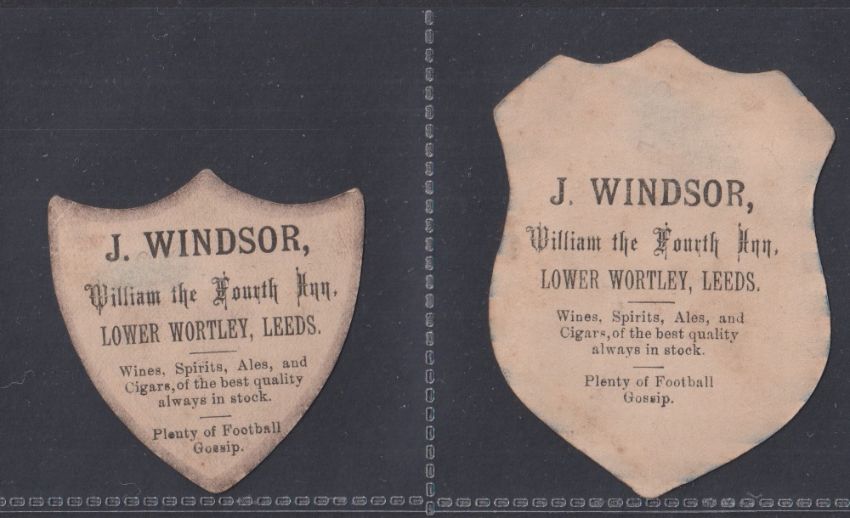 J. WINDSOR,
William the Fourth Inn,
LOWER WORTLEY, LEEDS.
Wines, Spirits, Ales, and
Cigars, of the best quality
always in stock.
Plenty of Football
Gossip.
J. WINDSOR,
William the Fourth Inn,
LOWER WORTLEY, LEEDS.
Wines, Spirits, Ales, and
Cigars, of the best quality
always in stock.
Plenty of Football
Gossip.